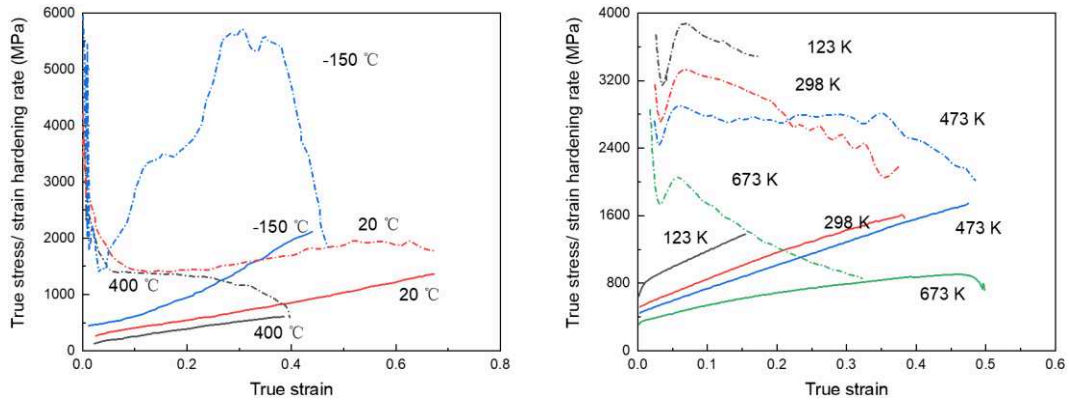 True stress/ strain hardening rate (MPa)
6000
5000
4000
3000
2000
1000
0
0.0 0.2 0.4 0.6
True strain
-150 ℃
-150 ℃
20 ℃
400 ℃
20 ℃
400 ℃
True stress/ strain hardening rate (MPa)
4000
3200
2400
1600
800
0
0.0 0.1 0.2 0.3 0.4 0.5 0.6
True strain
123 K
298 K
473 K
673 K
123 K
298 K
473 K
673 K